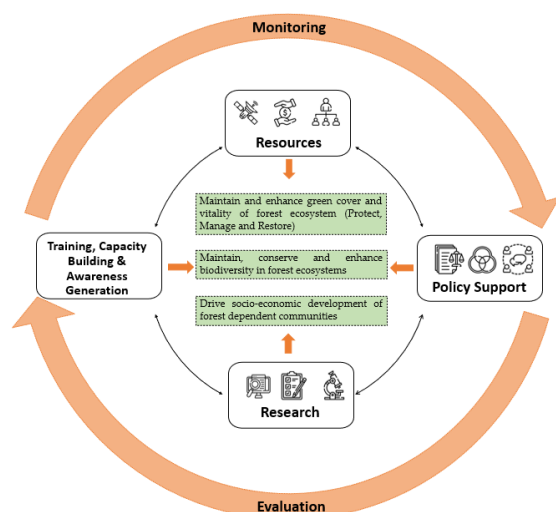 Monitoring
Resources
Maintain and enhance green cover and
vitality of forest ecosystem (Protect,
Manage and Restore)
Training, Capacity
Building &
Awareness
Generation
Maintain, conserve and enhance
biodiversity in forest ecosystems
Policy Support
Drive socio-economic development of
forest dependent communities
Research
Evaluation